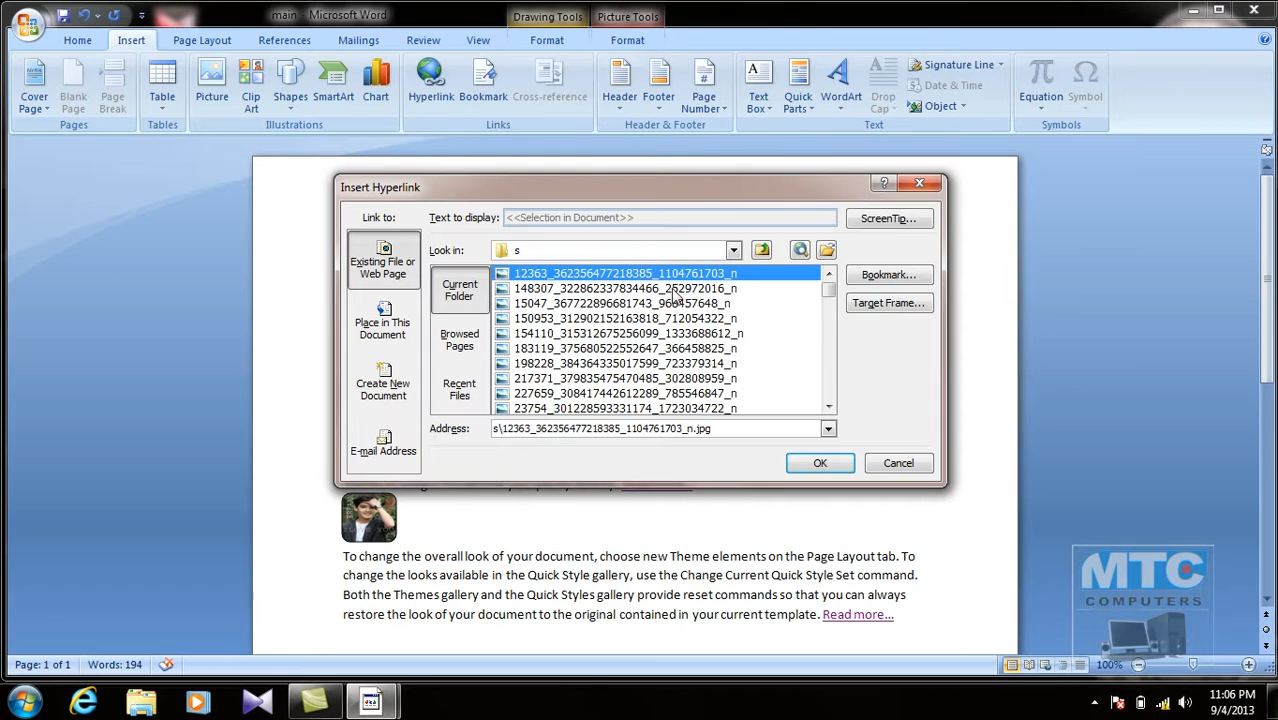 main - Microsoft Word
Drawing Tools
Picture Tools
Home
Insert
Page Layout
References
Mailings
Review
View
Format
Format
Cover Page
Blank Page
Page Break
Table
Picture
Clip Art
Shapes
SmartArt
Chart
Hyperlink
Bookmark
Cross-reference
Header
Footer
Page Number
Text Box
Quick Parts
WordArt
Drop Cap
Signature Line
Date & Time
Object
Equation
Symbol
Pages
Tables
Illustrations
Links
Header & Footer
Text
Symbols
Insert Hyperlink
Link to:
Text to display: <<Selection in Document>>
ScreenTip...
Look in: s
Existing File or Web Page
Place in This Document
Create New Document
E-mail Address
Current Folder
Browsed Pages
Recent Files
12363_362356477218385_1104761703_n
148307_322862337834466_252972016_n
15047_367722896681743_966457648_n
150953_312902152163818_712054322_n
154110_315312675256099_1333688612_n
183119_375680522552647_366458825_n
198228_384364335017599_723379314_n
217371_379835475470485_302808959_n
227659_308417442612289_785546847_n
23754_301228593331174_1723034722_n
Bookmark...
Target Frame...
Address: s\12363_362356477218385_1104761703_n.jpg
OK
Cancel
To change the overall look of your document, choose new Theme elements on the Page Layout tab. To
change the looks available in the Quick Style gallery, use the Change Current Quick Style Set command.
Both the Themes gallery and the Quick Styles gallery provide reset commands so that you can always
restore the look of your document to the original contained in your current template. Read more...
MTC
COMPUTERS
Page: 1 of 1
Words: 194
100%
11:06 PM
9/4/2013